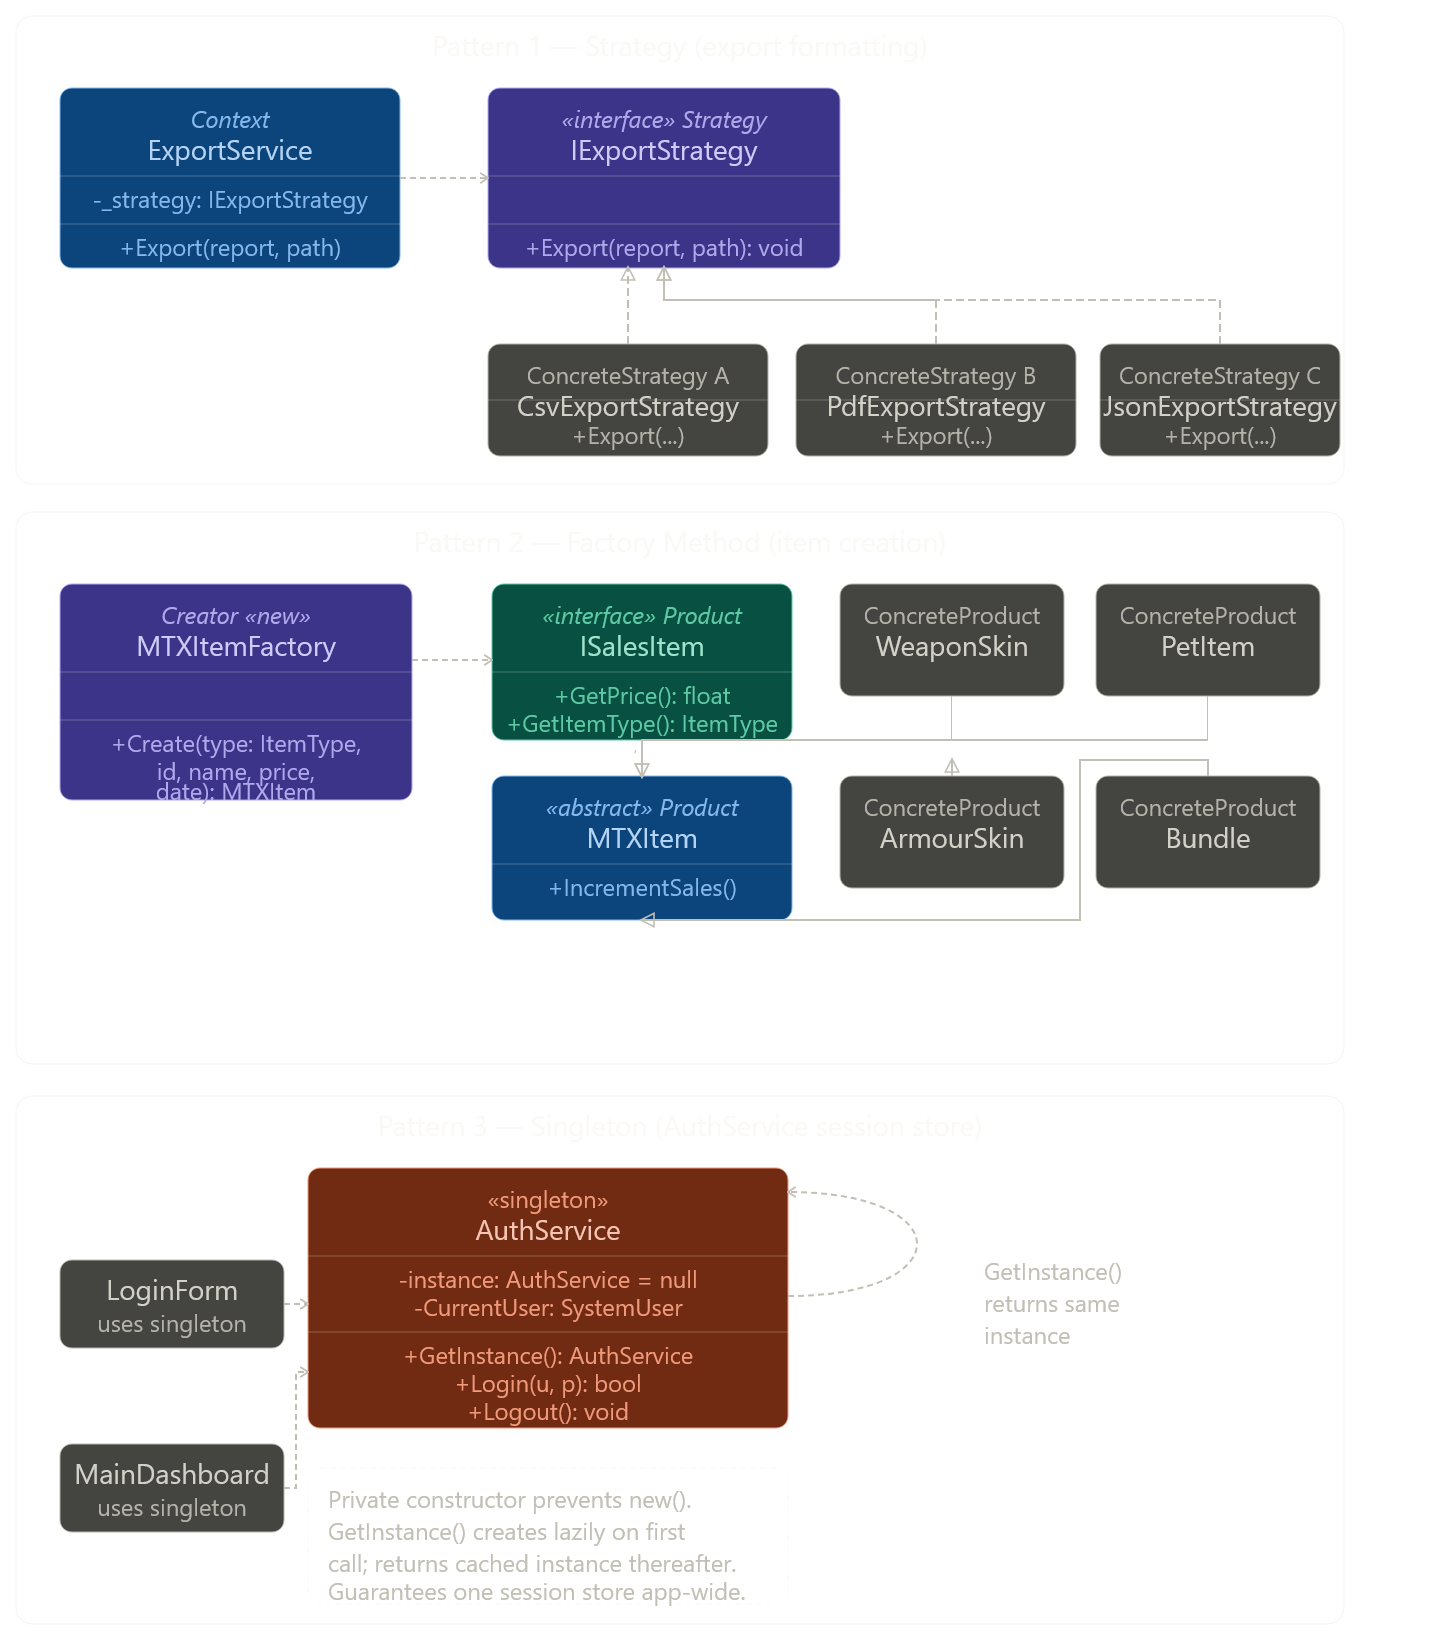 Pattern 1 — Strategy (export formatting)
Context
ExportService
-_strategy: IExportStrategy
+Export(report, path)
«interface» Strategy
IExportStrategy
+Export(report, path): void
ConcreteStrategy A
CsvExportStrategy
+Export(...)
ConcreteStrategy B
PdfExportStrategy
+Export(...)
ConcreteStrategy C
JsonExportStrategy
+Export(...)
Pattern 2 — Factory Method (item creation)
Creator «new»
MTXItemFactory
+Create(type: ItemType,
id, name, price,
date): MTXItem
«interface» Product
ISalesItem
+GetPrice(): float
+GetItemType(): ItemType
ConcreteProduct
WeaponSkin
ConcreteProduct
PetItem
«abstract» Product
MTXItem
+IncrementSales()
ConcreteProduct
ArmourSkin
ConcreteProduct
Bundle
Pattern 3 — Singleton (AuthService session store)
«singleton»
AuthService
-instance: AuthService = null
-CurrentUser: SystemUser
+GetInstance(): AuthService
+Login(u, p): bool
+Logout(): void
LoginForm
uses singleton
MainDashboard
uses singleton
GetInstance()
returns same
instance
Private constructor prevents new().
GetInstance() creates lazily on first
call; returns cached instance thereafter.
Guarantees one session store app-wide.